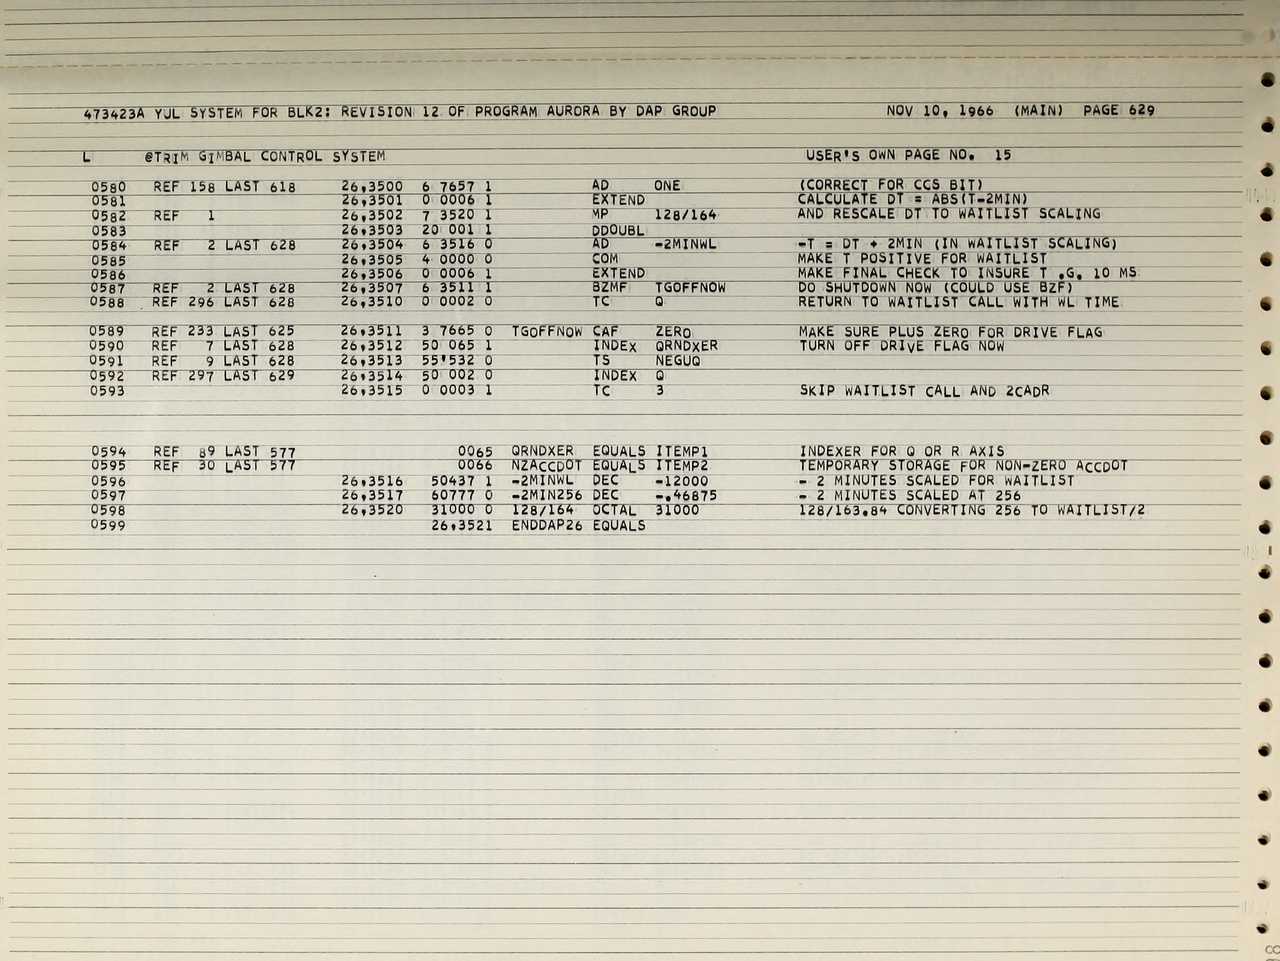 473423A YUL SYSTEM FOR BLK2: REVISION 12 OF PROGRAM AURORA BY DAP GROUP NOV 10, 1966 (MAIN) PAGE 629
L @TRIM GIMBAL CONTROL SYSTEM USER'S OWN PAGE NO. 15
0580 REF 158 LAST 618 26,3500 6 7657 1 AD ONE (CORRECT FOR CCS BIT)
0581 26,3501 0 0006 1 EXTEND CALCULATE DT = ABS(T-2MIN)
0582 REF 1 26,3502 7 3520 1 MP 128/164 AND RESCALE DT TO WAITLIST SCALING
0583 26,3503 20 001 1 DDOUBL
0584 REF 2 LAST 628 26,3504 6 3516 0 AD -2MINWL -T = DT + 2MIN (IN WAITLIST SCALING)
0585 26,3505 4 0000 0 COM MAKE T POSITIVE FOR WAITLIST
0586 26,3506 0 0006 1 EXTEND MAKE FINAL CHECK TO INSURE T .G. 10 MS
0587 REF 2 LAST 628 26,3507 6 3511 1 BZMF TGOFFNOW DO SHUTDOWN NOW (COULD USE BZF)
0588 REF 296 LAST 628 26,3510 0 0002 0 TC Q RETURN TO WAITLIST CALL WITH WL TIME
0589 REF 233 LAST 625 26,3511 3 7665 0 TGOFFNOW CAF ZERO MAKE SURE PLUS ZERO FOR DRIVE FLAG
0590 REF 7 LAST 628 26,3512 50 065 1 INDEX QRNDXER TURN OFF DRIVE FLAG NOW
0591 REF 9 LAST 628 26,3513 55'532 0 TS NEGUQ
0592 REF 297 LAST 629 26,3514 50 002 0 INDEX Q
0593 26,3515 0 0003 1 TC 3 SKIP WAITLIST CALL AND 2CADR
0594 REF 89 LAST 577 0065 QRNDXER EQUALS ITEMP1 INDEXER FOR Q OR R AXIS
0595 REF 30 LAST 577 0066 NZACCDOT EQUALS ITEMP2 TEMPORARY STORAGE FOR NON-ZERO ACCDOT
0596 26,3516 50437 1 -2MINWL DEC -12000 - 2 MINUTES SCALED FOR WAITLIST
0597 26,3517 60777 0 -2MIN256 DEC -.46875 - 2 MINUTES SCALED AT 256
0598 26,3520 31000 0 128/164 OCTAL 31000 128/163.84 CONVERTING 256 TO WAITLIST/2
0599 26,3521 ENDDAP26 EQUALS